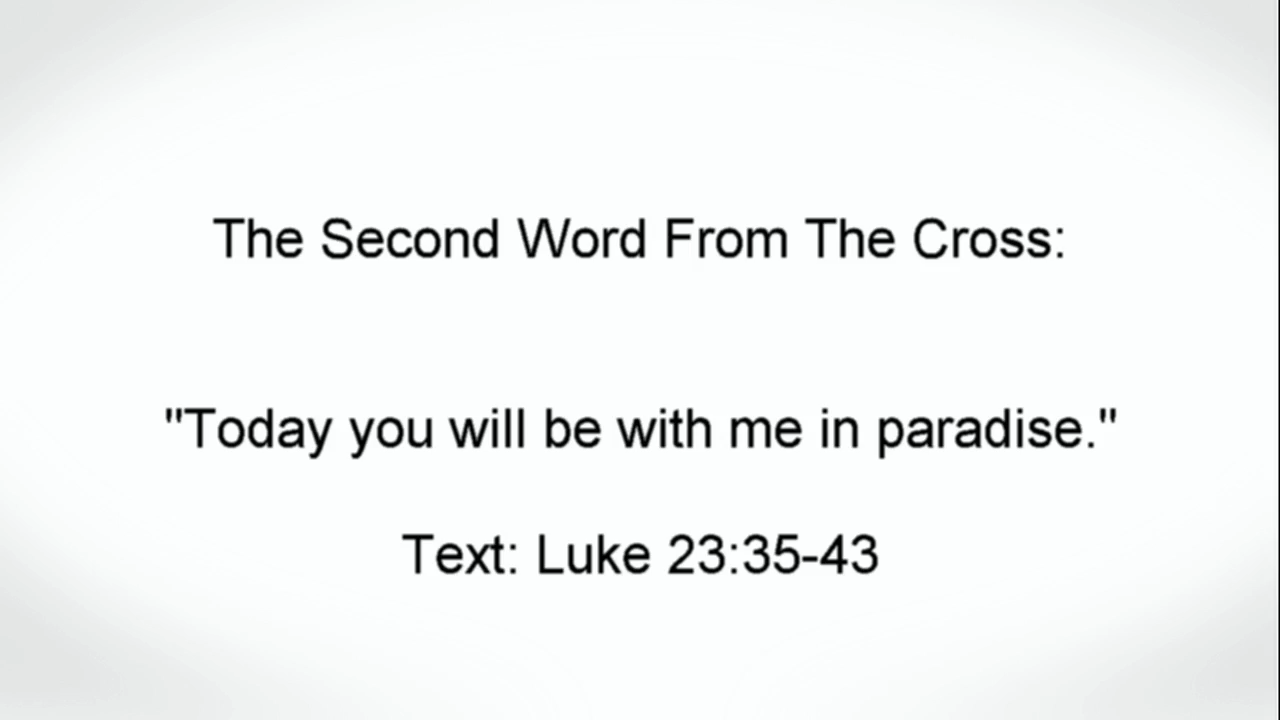 The Second Word From The Cross:
"Today you will be with me in paradise."
Text: Luke 23:35-43